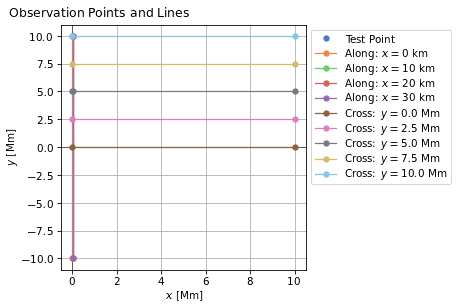 Observation Points and Lines
10.0
7.5
5.0
2.5
0.0
−2.5
−5.0
−7.5
−10.0
y [Mm]
0 2 4 6 8 10
x [Mm]
Test Point
Along: x = 0 km
Along: x = 10 km
Along: x = 20 km
Along: x = 30 km
Cross: y = 0.0 Mm
Cross: y = 2.5 Mm
Cross: y = 5.0 Mm
Cross: y = 7.5 Mm
Cross: y = 10.0 Mm